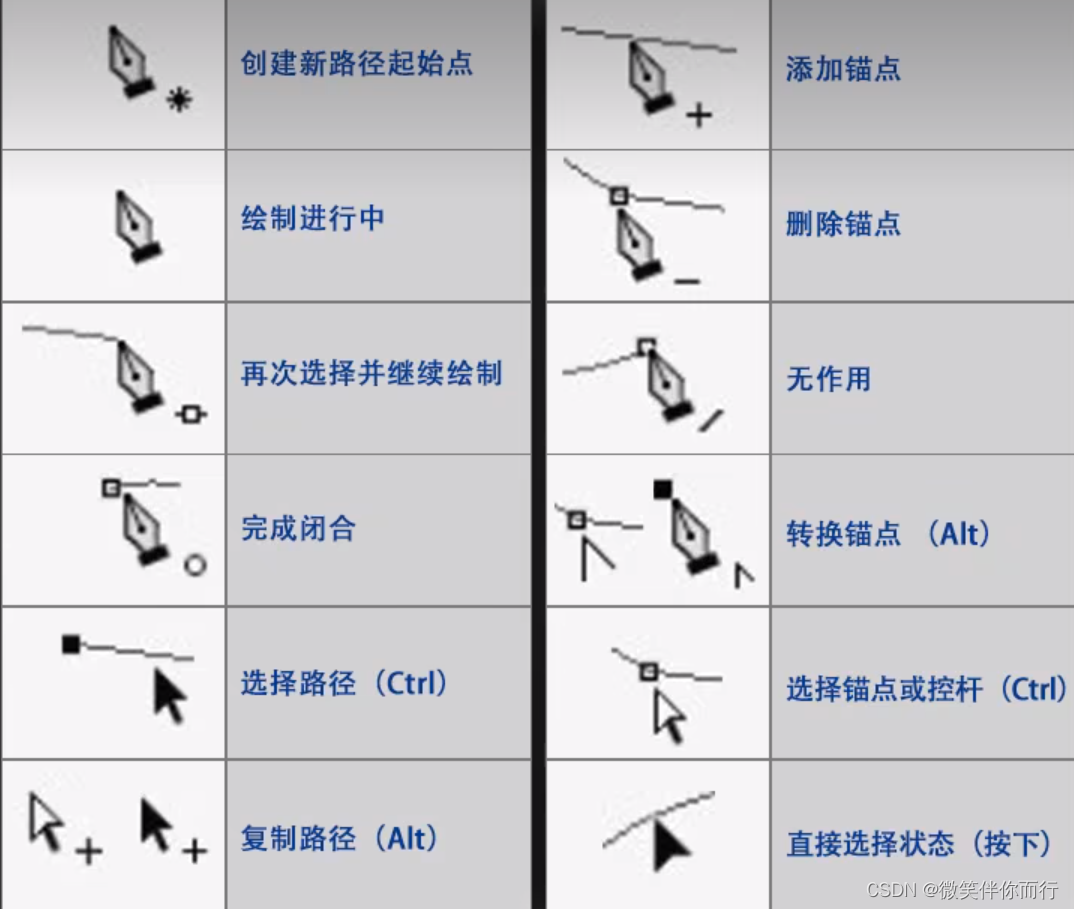 创建新路径起始点
添加锚点
绘制进行中
删除锚点
再次选择并继续绘制
无作用
完成闭合
转换锚点 （Alt）
选择路径（Ctrl）
选择锚点或控杆（Ctrl）
复制路径（Alt）
直接选择状态（按下）
CSDN @微笑伴你而行